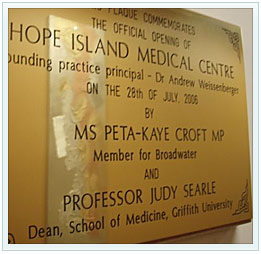 PLAQUE COMMEMORATES
THE OFFICIAL OPENING OF
HOPE ISLAND MEDICAL CENTRE
ounding practice principal - Dr Andrew Weissenberger
ON THE 28th OF JULY, 2006
BY
MS PETA-KAYE CROFT MP
Member for Broadwater
AND
PROFESSOR JUDY SEARLE
Dean, School of Medicine, Griffith University